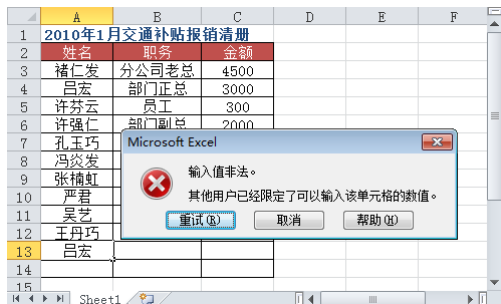 A B C D E F
1 2010年1月交通补贴报销清册
2 姓名 职务 金额
3 褚仁发 分公司老总 4500
4 吕宏 部门正总 3000
5 许芬云 员工 300
6 许强仁 部门副总 2000
7 孔玉巧
8 冯炎发
9 张楠虹
10 严君
11 吴艺
12 王丹巧
13 吕宏
14
15
Microsoft Excel
输入值非法。
其他用户已经限定了可以输入该单元格的数值。
重试(R) 取消 帮助(H)
Sheet1